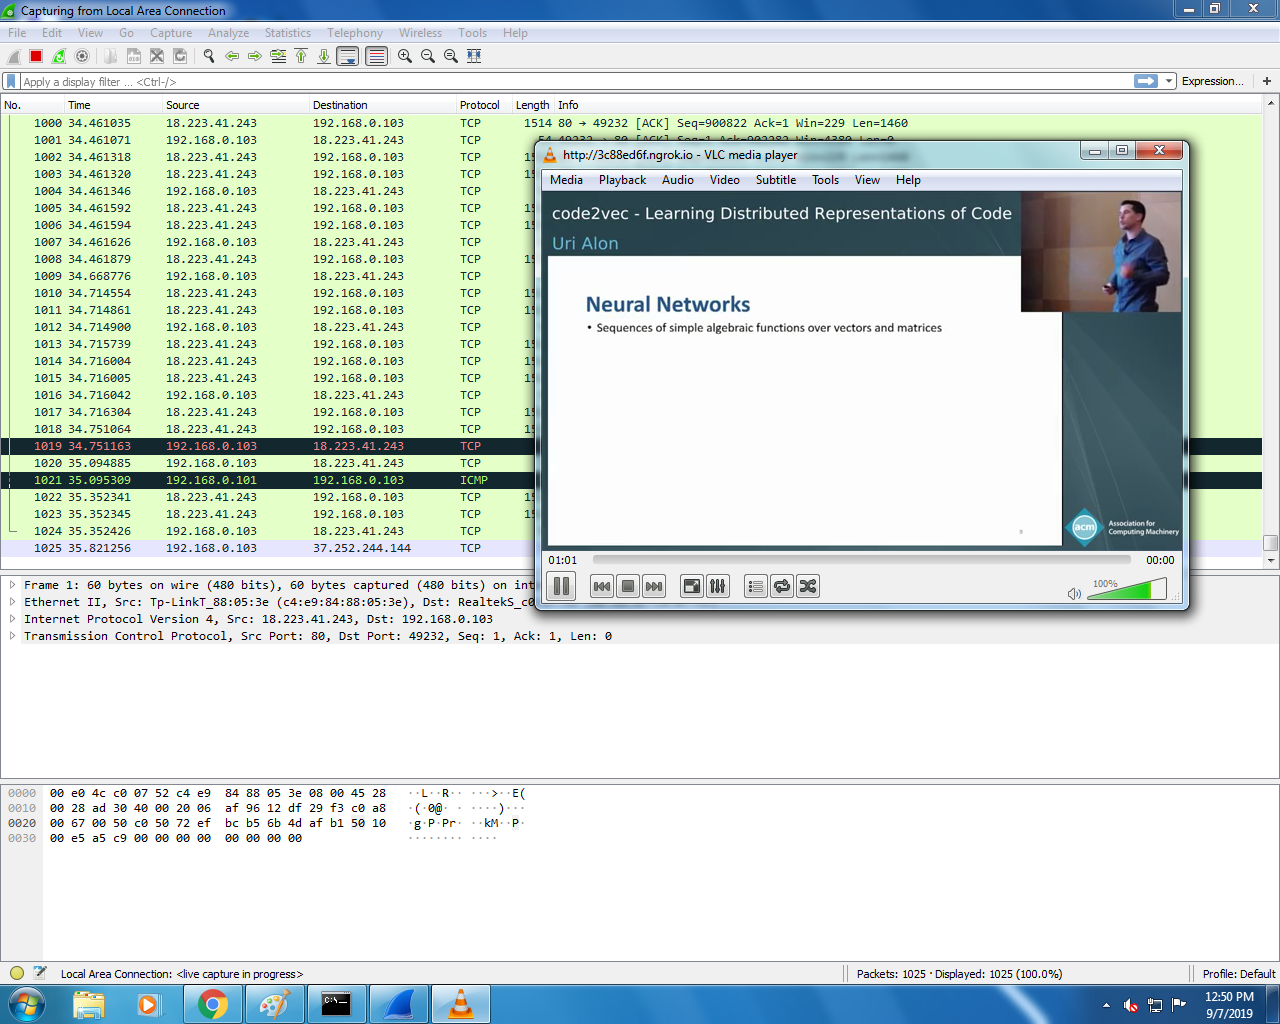 Capturing from Local Area Connection
File Edit View Go Capture Analyze Statistics Telephony Wireless Tools Help
Apply a display filter ... <Ctrl-/>
Expression... +
No. Time Source Destination Protocol Length Info
1000 34.461035 18.223.41.243 192.168.0.103 TCP 1514 80 → 49232 [ACK] Seq=900822 Ack=1 Win=229 Len=1460
1001 34.461071 192.168.0.103 18.223.41.243 TCP
1002 34.461318 18.223.41.243 192.168.0.103 TCP
1003 34.461320 18.223.41.243 192.168.0.103 TCP
1004 34.461346 192.168.0.103 18.223.41.243 TCP
1005 34.461592 18.223.41.243 192.168.0.103 TCP
1006 34.461594 18.223.41.243 192.168.0.103 TCP
1007 34.461626 192.168.0.103 18.223.41.243 TCP
1008 34.461879 18.223.41.243 192.168.0.103 TCP
1009 34.668776 192.168.0.103 18.223.41.243 TCP
1010 34.714554 18.223.41.243 192.168.0.103 TCP
1011 34.714861 18.223.41.243 192.168.0.103 TCP
1012 34.714900 192.168.0.103 18.223.41.243 TCP
1013 34.715739 18.223.41.243 192.168.0.103 TCP
1014 34.716004 18.223.41.243 192.168.0.103 TCP
1015 34.716005 18.223.41.243 192.168.0.103 TCP
1016 34.716042 192.168.0.103 18.223.41.243 TCP
1017 34.716304 18.223.41.243 192.168.0.103 TCP
1018 34.751064 18.223.41.243 192.168.0.103 TCP
1019 34.751163 192.168.0.103 18.223.41.243 TCP
1020 35.094885 192.168.0.103 18.223.41.243 TCP
1021 35.095309 192.168.0.101 192.168.0.103 ICMP
1022 35.352341 18.223.41.243 192.168.0.103 TCP
1023 35.352345 18.223.41.243 192.168.0.103 TCP
1024 35.352426 192.168.0.103 18.223.41.243 TCP
1025 35.821256 192.168.0.103 37.252.244.144 TCP
http://3c88ed6f.ngrok.io - VLC media player
Media Playback Audio Video Subtitle Tools View Help
code2vec - Learning Distributed Representations of Code
Uri Alon
Neural Networks
• Sequences of simple algebraic functions over vectors and matrices
acm Association for
Computing Machinery
01:01 00:00
100%
Frame 1: 60 bytes on wire (480 bits), 60 bytes captured (480 bits) on
Ethernet II, Src: Tp-LinkT_88:05:3e (c4:e9:84:88:05:3e), Dst: RealtekS_c0
Internet Protocol Version 4, Src: 18.223.41.243, Dst: 192.168.0.103
Transmission Control Protocol, Src Port: 80, Dst Port: 49232, Seq: 1, Ack: 1, Len: 0
0000 00 e0 4c c0 07 52 c4 e9 84 88 05 3e 08 00 45 28 ··L··R·· ···>··E(
0010 00 28 ad 30 40 00 20 06 af 96 12 df 29 f3 c0 a8 ·(·0@· · ····)···
0020 00 67 00 50 c0 50 72 ef bc b5 6b 4d af b1 50 10 ·g·P·Pr· ··kM··P·
0030 00 e5 a5 c9 00 00 00 00 00 00 00 00 ········ ····
Local Area Connection: <live capture in progress>
Packets: 1025 · Displayed: 1025 (100.0%)
Profile: Default
C:\_
12:50 PM
9/7/2019